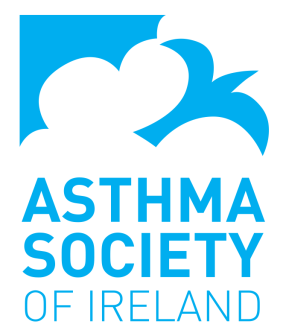 ASTHMA
SOCIETY
OF IRELAND